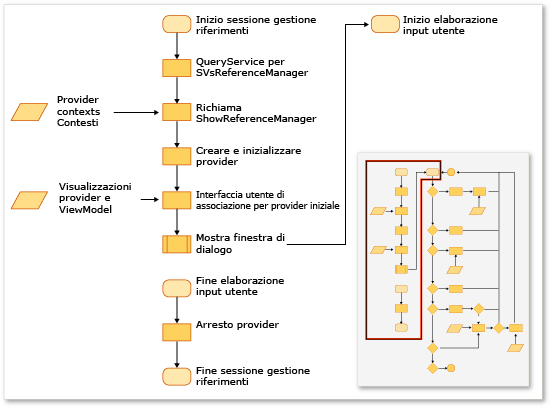 Inizio sessione gestione
riferimenti
Inizio elaborazione
input utente
QueryService per
SVsReferenceManager
Provider
contexts
Contesti
Richiama
ShowReferenceManager
Creare e inizializzare
provider
Visualizzazioni
provider e
ViewModel
Interfaccia utente di
associazione per provider iniziale
Mostra finestra di
dialogo
Fine elaborazione
input utente
Arresto provider
Fine sessione gestione
riferimenti